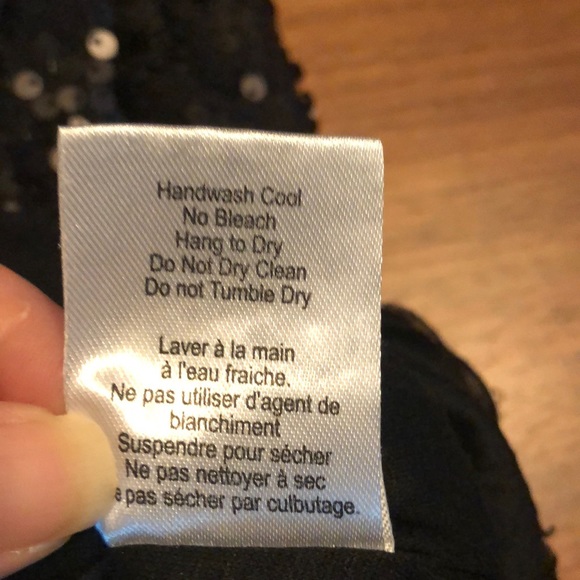 Handwash Cool
No Bleach
Hang to Dry
Do Not Dry Clean
Do not Tumble Dry
Laver à la main
à l'eau fraiche.
Ne pas utiliser d'agent de
blanchiment
Suspendre pour sécher
Ne pas nettoyer à sec
pas sécher par culbutage.